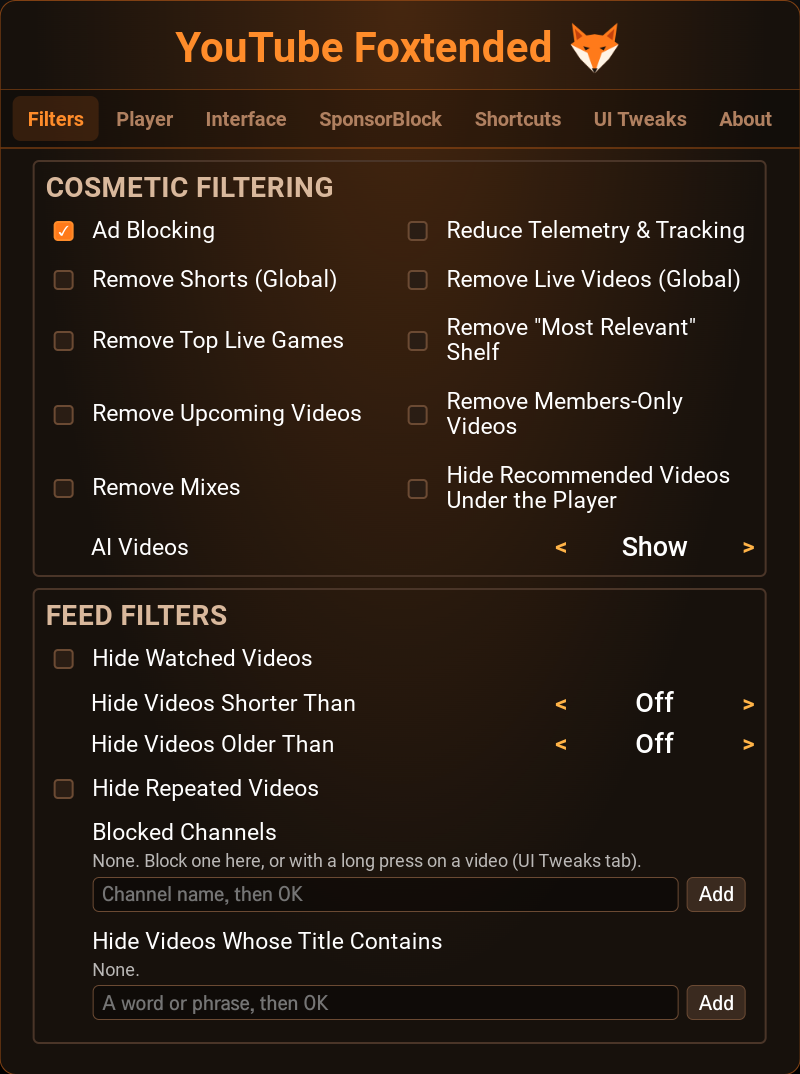 YouTube Foxtended
Filters Player Interface SponsorBlock Shortcuts UI Tweaks About
COSMETIC FILTERING
Ad Blocking
Reduce Telemetry & Tracking
Remove Shorts (Global)
Remove Live Videos (Global)
Remove Top Live Games
Remove "Most Relevant"
Shelf
Remove Upcoming Videos
Remove Members-Only
Videos
Remove Mixes
Hide Recommended Videos
Under the Player
AI Videos < Show >
FEED FILTERS
Hide Watched Videos
Hide Videos Shorter Than < Off >
Hide Videos Older Than < Off >
Hide Repeated Videos
Blocked Channels
None. Block one here, or with a long press on a video (UI Tweaks tab).
Channel name, then OK Add
Hide Videos Whose Title Contains
None.
A word or phrase, then OK Add